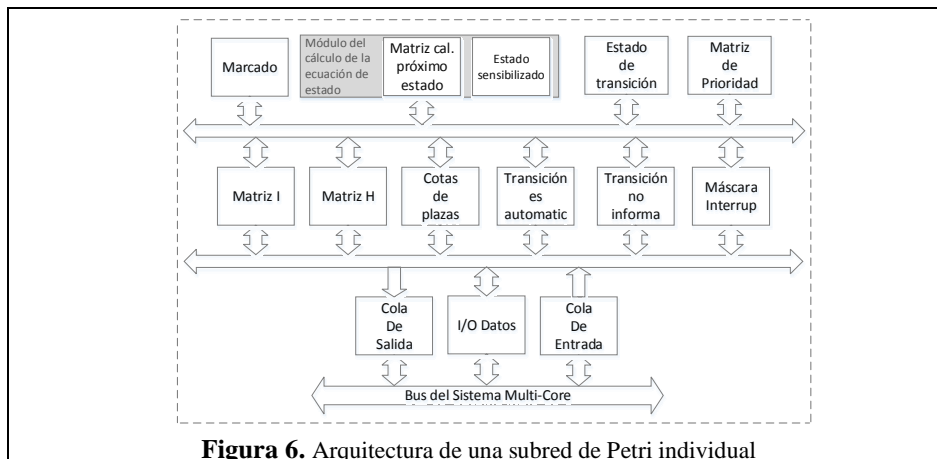 Marcado
Módulo del
cálculo de la
ecuación de
estado
Matriz cal.
próximo
estado
Estado
sensibilizado
Estado
de
transición
Matriz
de
Prioridad
Matriz I
Matriz H
Cotas
de
plazas
Transición
es
automatic
Transición
no
informa
Máscara
Interrup
Cola
De
Salida
I/O Datos
Cola
De
Entrada
Bus del Sistema Multi-Core
Figura 6. Arquitectura de una subred de Petri individual